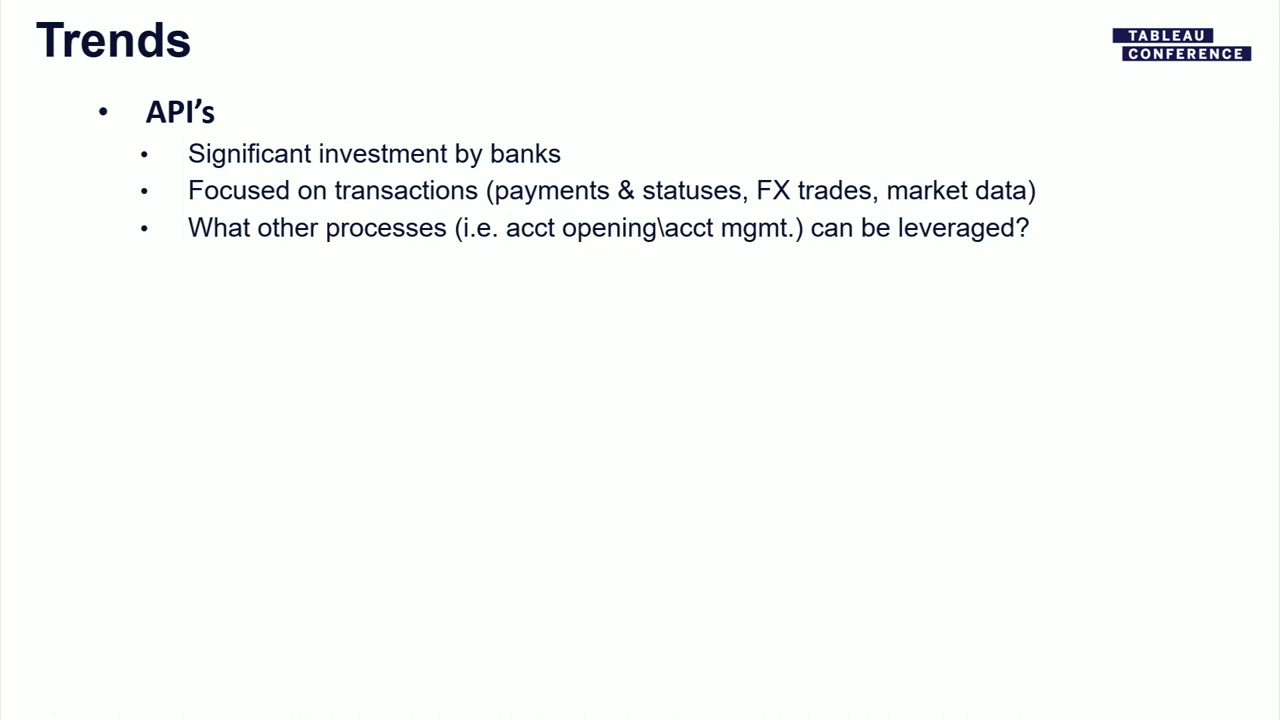 Trends
TABLEAU
CONFERENCE
• API’s
• Significant investment by banks
• Focused on transactions (payments & statuses, FX trades, market data)
• What other processes (i.e. acct opening\acct mgmt.) can be leveraged?